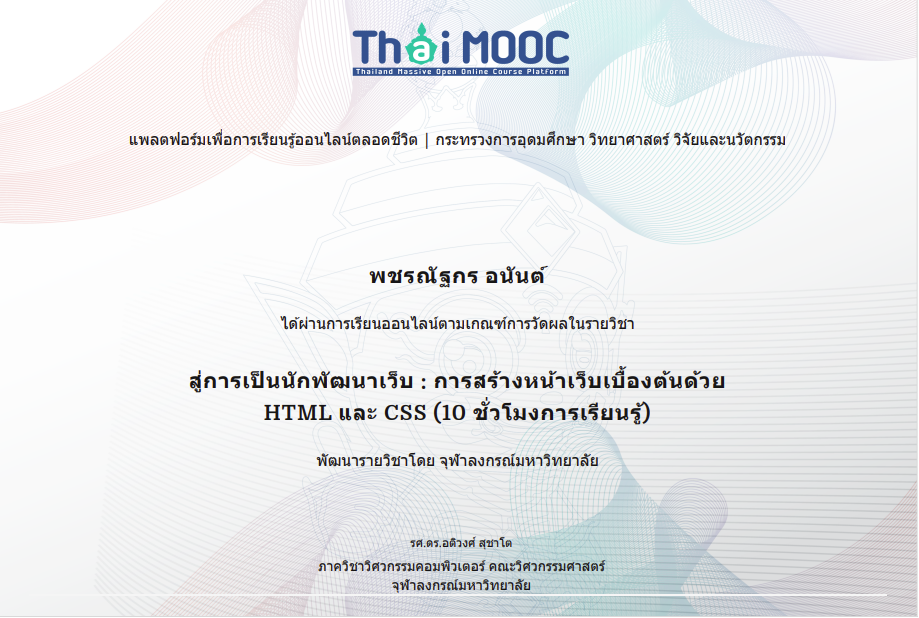 Thai MOOC
Thailand Massive Open Online Course Platform
แพลตฟอร์มเพื่อการเรียนรู้ออนไลน์ตลอดชีวิต | กระทรวงการอุดมศึกษา วิทยาศาสตร์ วิจัยและนวัตกรรม
พชรณัฐกร อนันต์
ได้ผ่านการเรียนออนไลน์ตามเกณฑ์การวัดผลในรายวิชา
สู่การเป็นนักพัฒนาเว็บ : การสร้างหน้าเว็บเบื้องต้นด้วย
HTML และ CSS (10 ชั่วโมงการเรียนรู้)
พัฒนารายวิชาโดย จุฬาลงกรณ์มหาวิทยาลัย
รศ.ดร.อติวงศ์ สุชาโต
ภาควิชาวิศวกรรมคอมพิวเตอร์ คณะวิศวกรรมศาสตร์
จุฬาลงกรณ์มหาวิทยาลัย